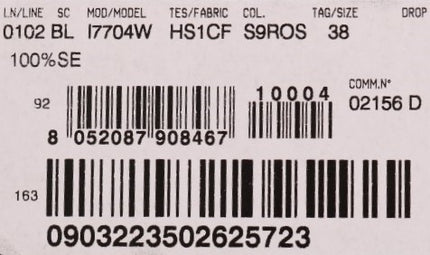 LN/LINE SC MOD/MODEL TES/FABRIC COL. TAG/SIZE DROP
0102 BL I7704W HS1CF S9ROS 38
100%SE
COMM.N°
02156 D
92
10004
8 052087 908467
163
0903223502625723